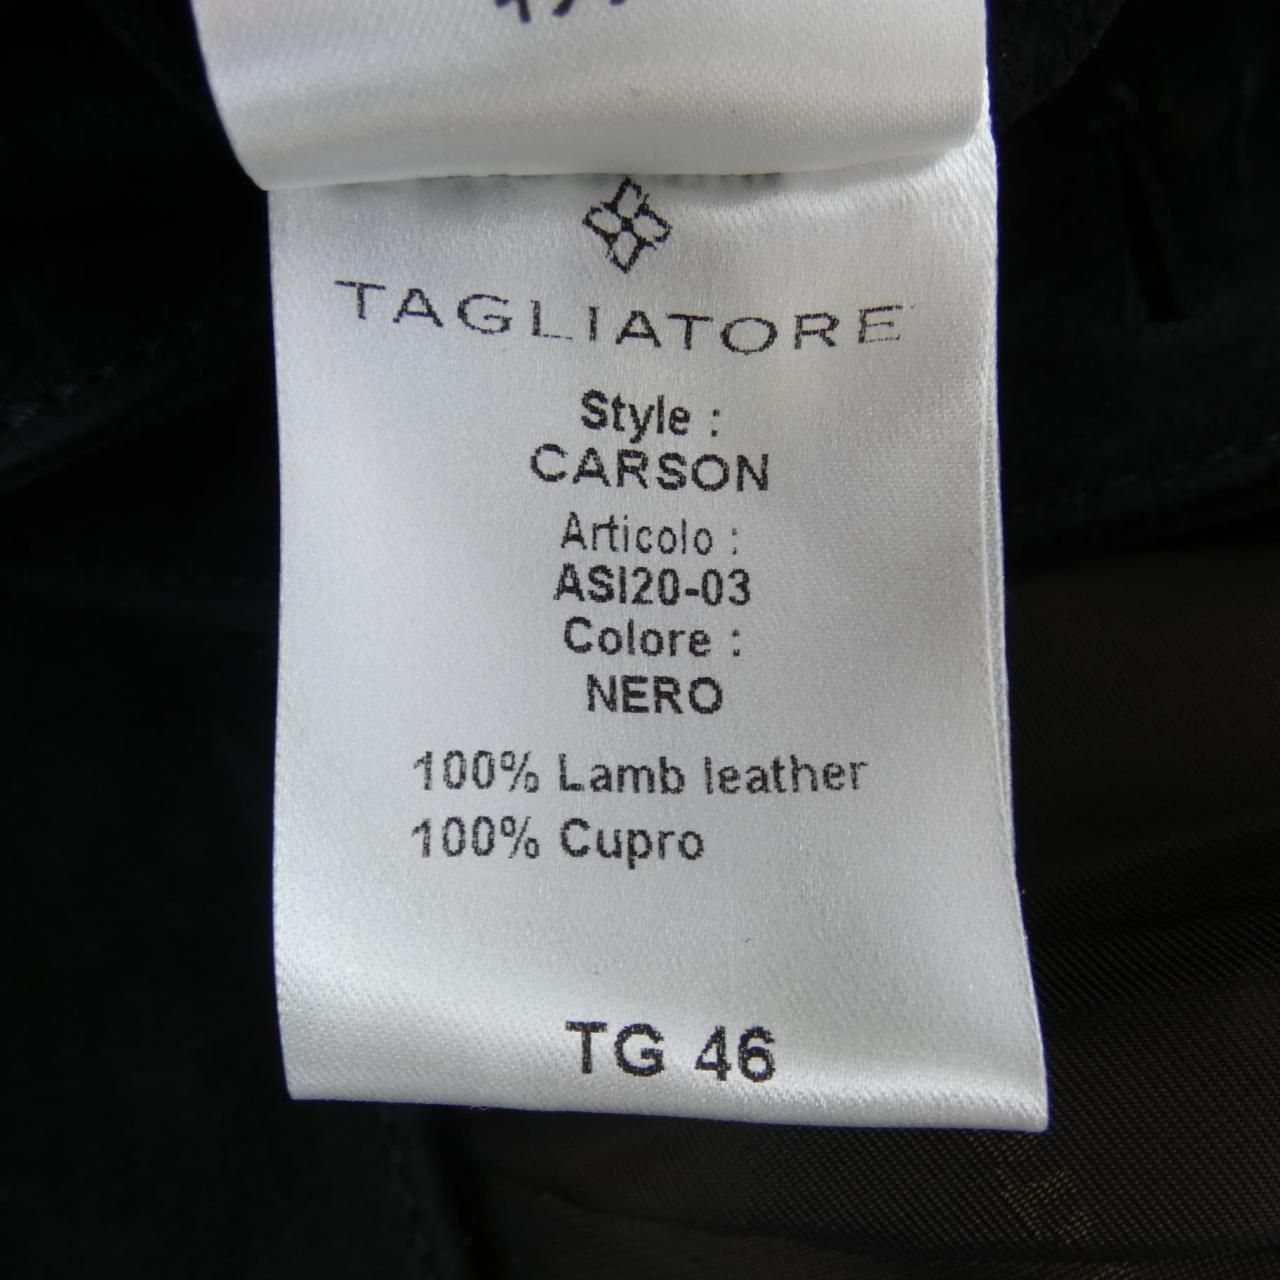 TAGLIATORE
Style :
CARSON
Articolo :
ASI20-03
Colore :
NERO
100% Lamb leather
100% Cupro
TG 46